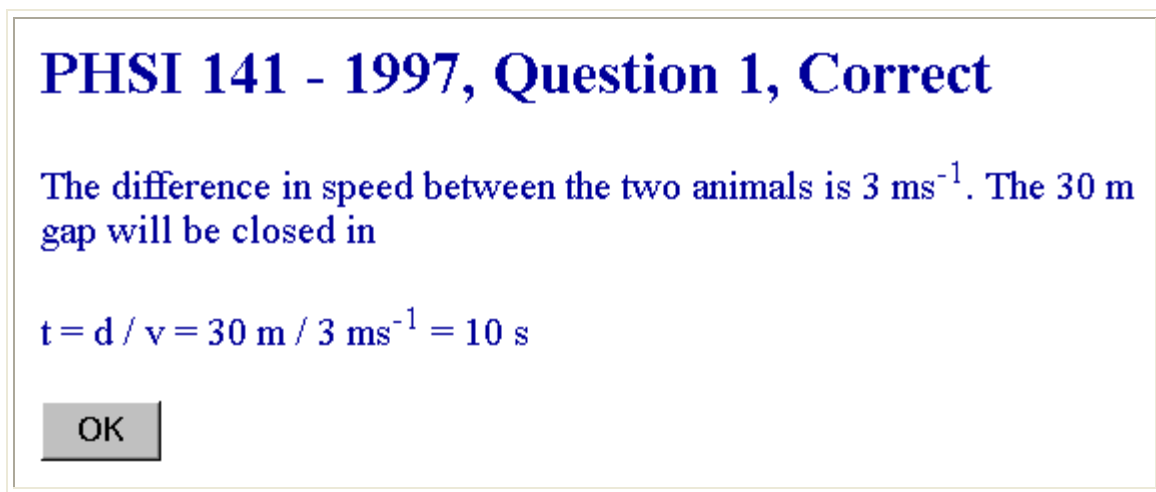 PHSI 141 - 1997, Question 1, Correct
The difference in speed between the two animals is 3 ms⁻¹. The 30 m
gap will be closed in
t = d / v = 30 m / 3 ms⁻¹ = 10 s
OK